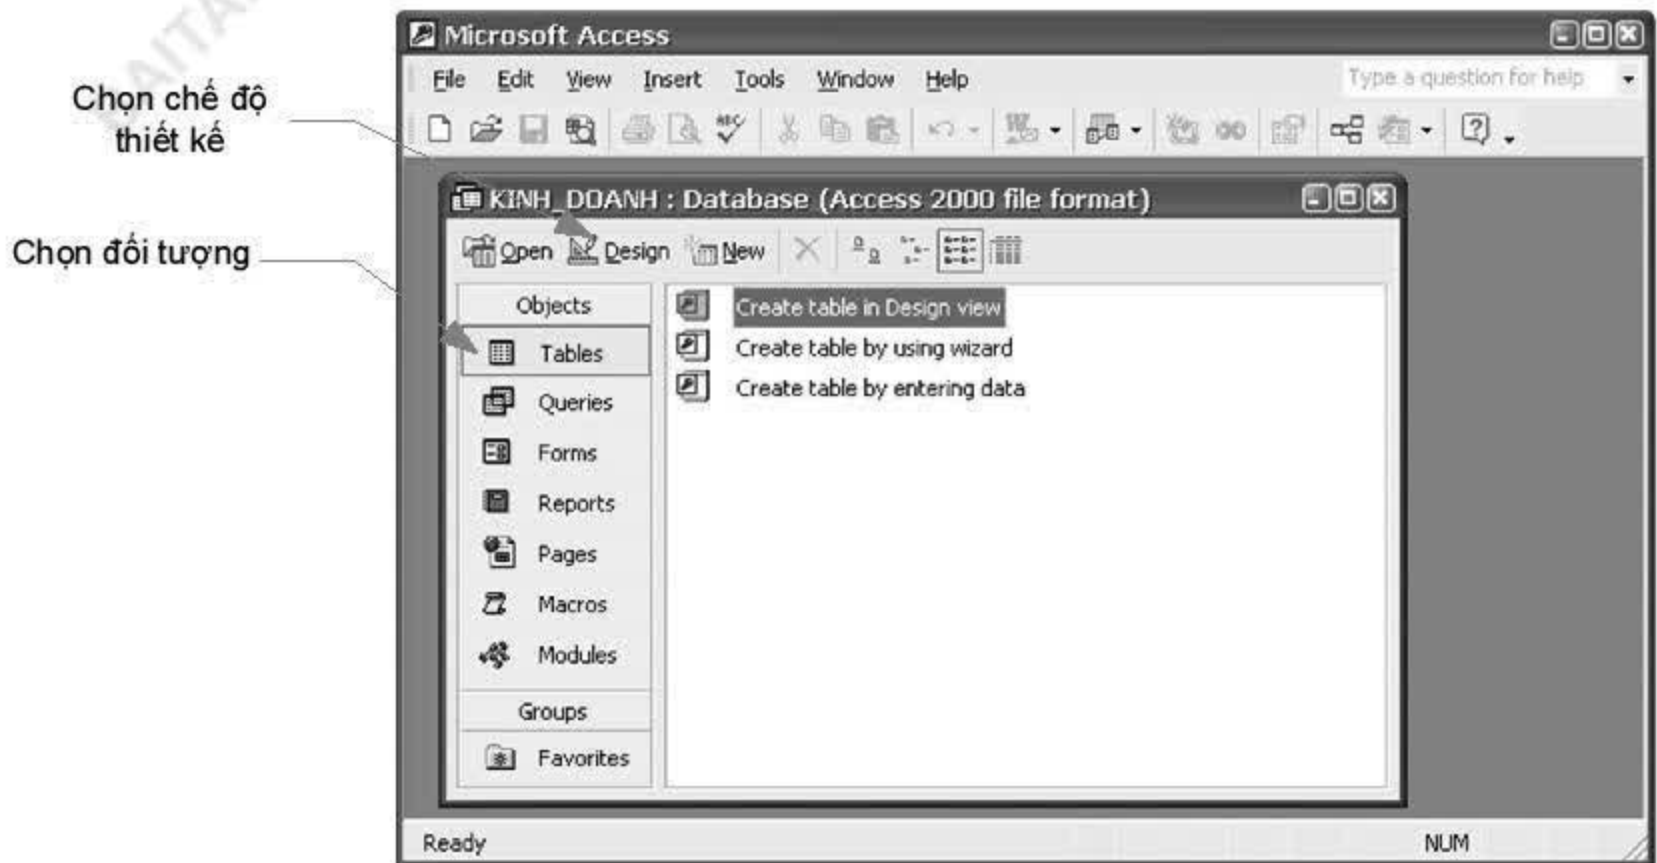 Microsoft Access
File Edit View Insert Tools Window Help
Type a question for help
Chọn chế độ
thiết kế
KINH_DOANH : Database (Access 2000 file format)
Chọn đối tượng
Open Design New
Objects
Tables
Queries
Forms
Reports
Pages
Macros
Modules
Groups
Favorites
Create table in Design view
Create table by using wizard
Create table by entering data
Ready
NUM